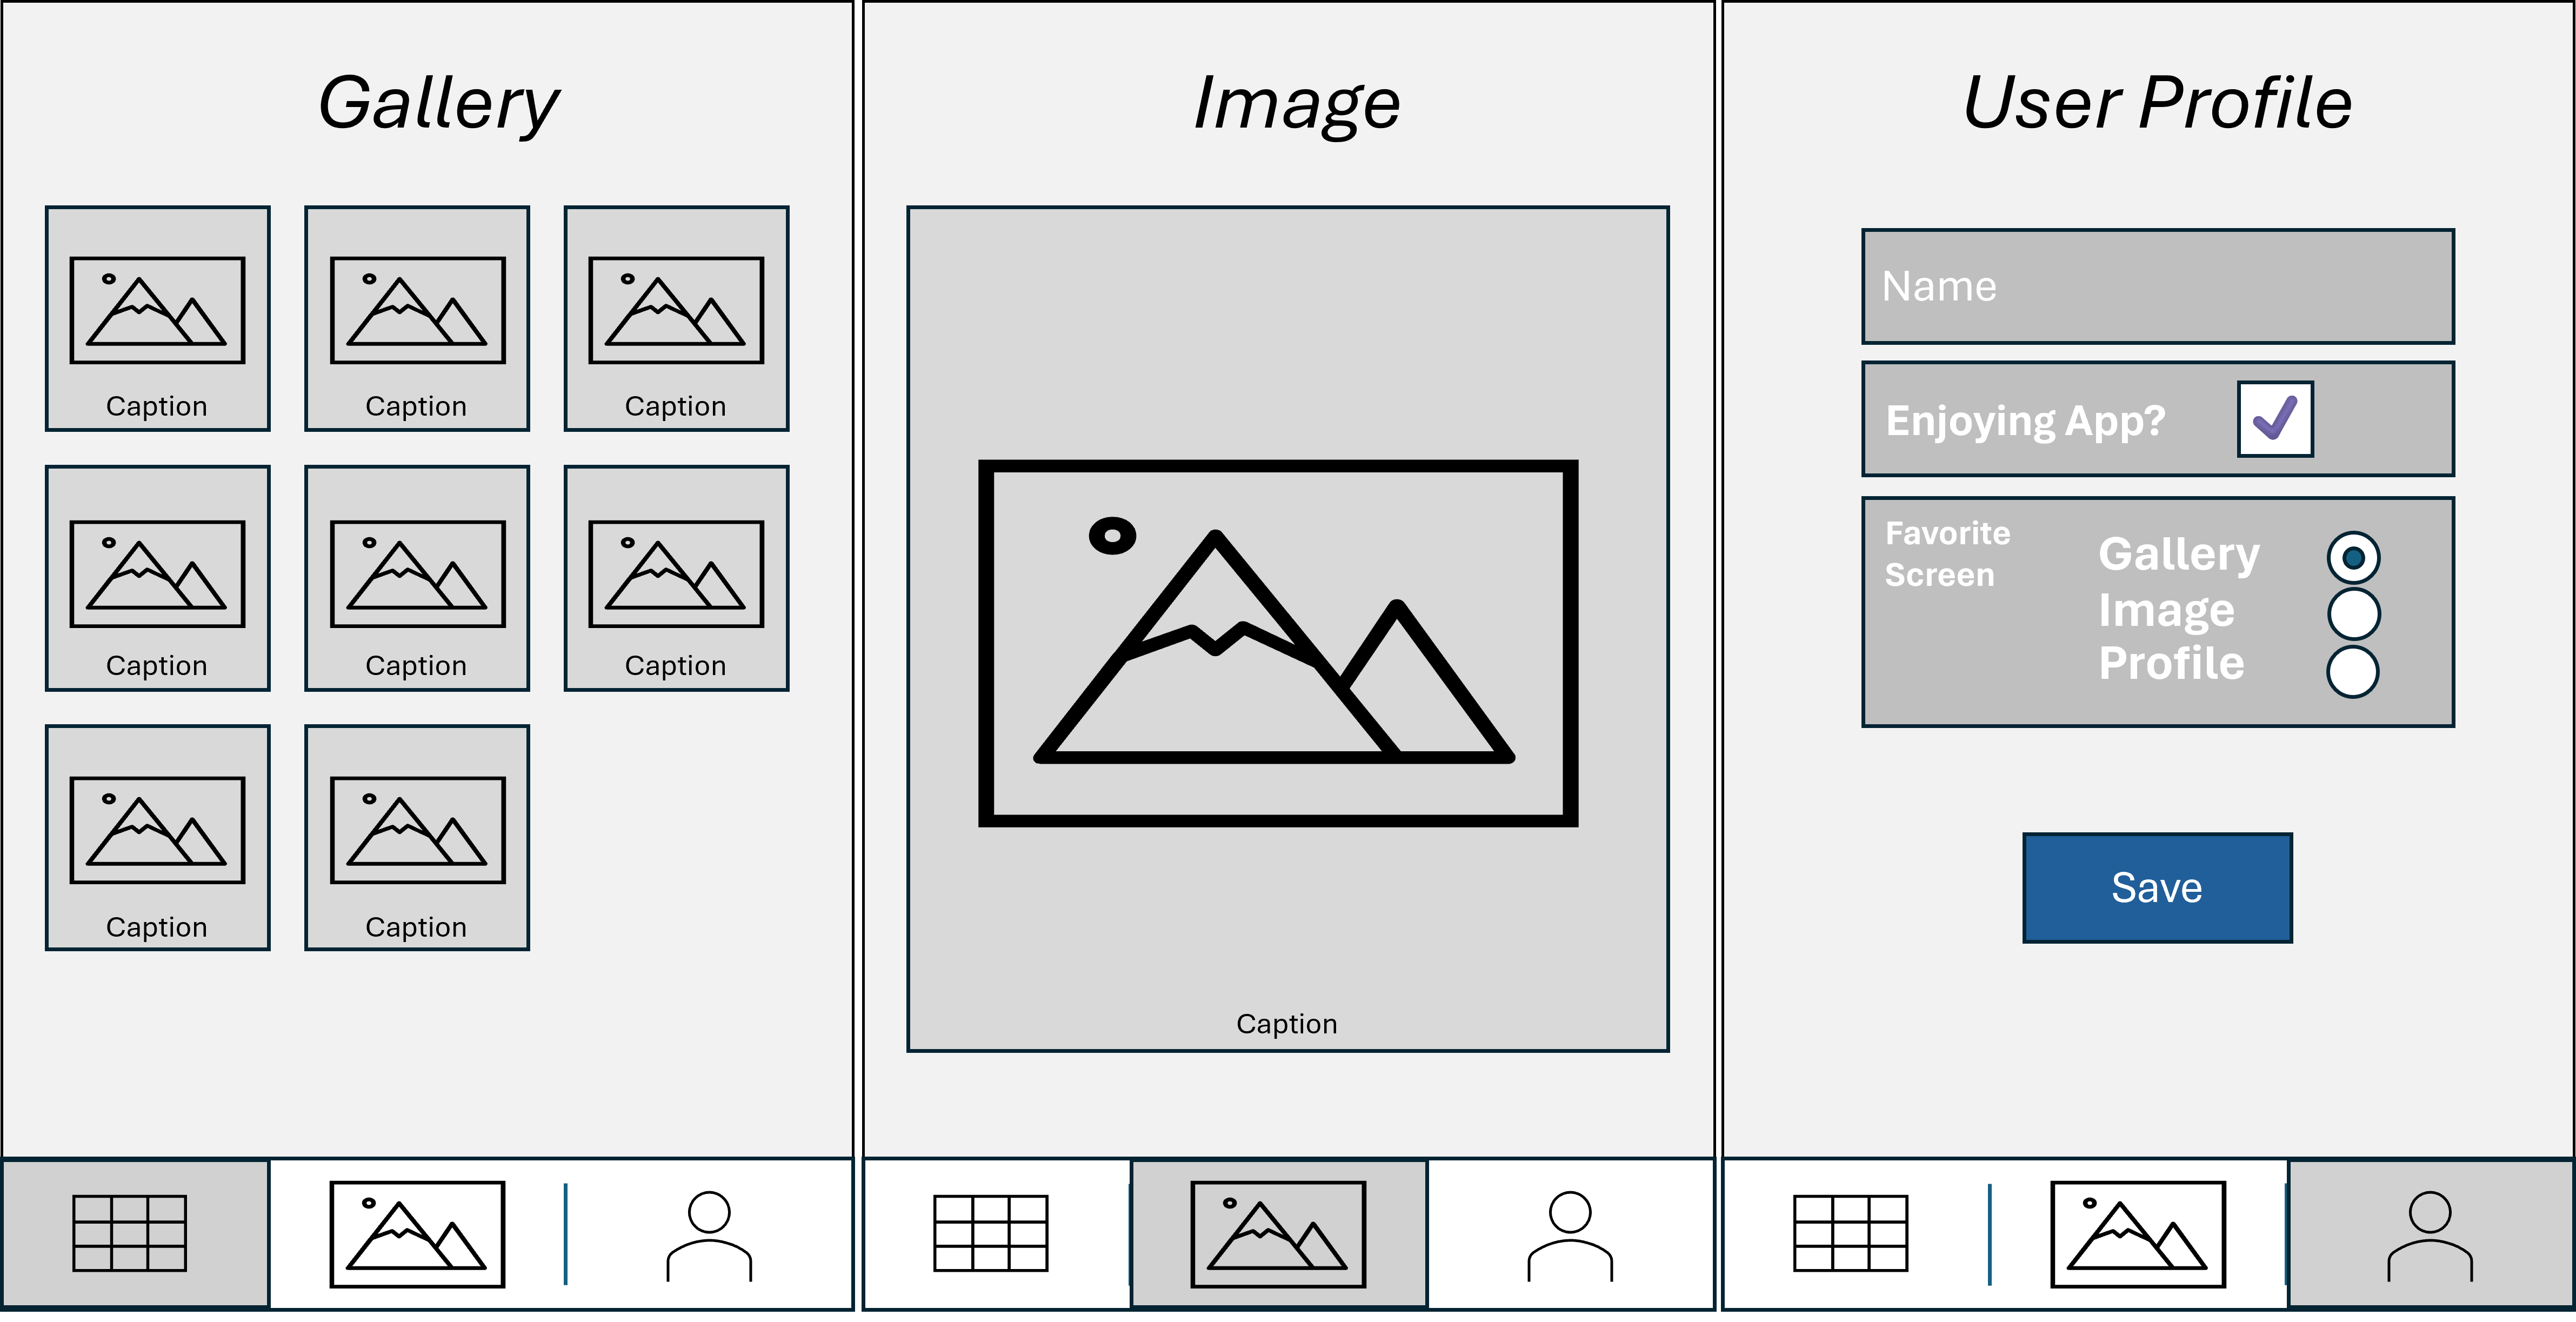 Gallery
Caption
Caption
Caption
Caption
Caption
Caption
Caption
Caption
Image
Caption
User Profile
Name
Enjoying App?
Favorite
Screen
Gallery
Image
Profile
Save